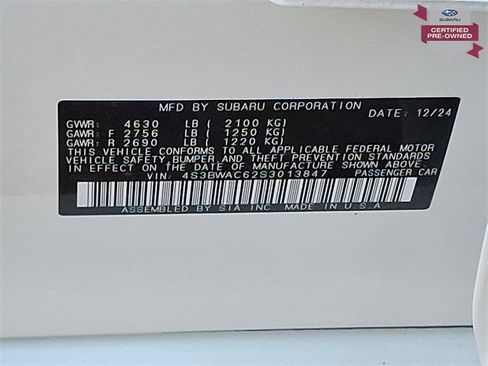 SUBARU
CERTIFIED
PRE-OWNED
MFD BY SUBARU CORPORATION DATE: 12/24
GVWR: 4630 LB ( 2100 KG)
GAWR: F 2756 LB ( 1250 KG)
GAWR: R 2690 LB ( 1220 KG)
THIS VEHICLE CONFORMS TO ALL APPLICABLE FEDERAL MOTOR
VEHICLE SAFETY, BUMPER, AND THEFT PREVENTION STANDARDS
IN EFFECT ON THE DATE OF MANUFACTURE SHOWN ABOVE.
VIN: 4S3BWAC62S3013847 PASSENGER CAR
ASSEMBLED BY SIA INC. MADE IN U.S.A.